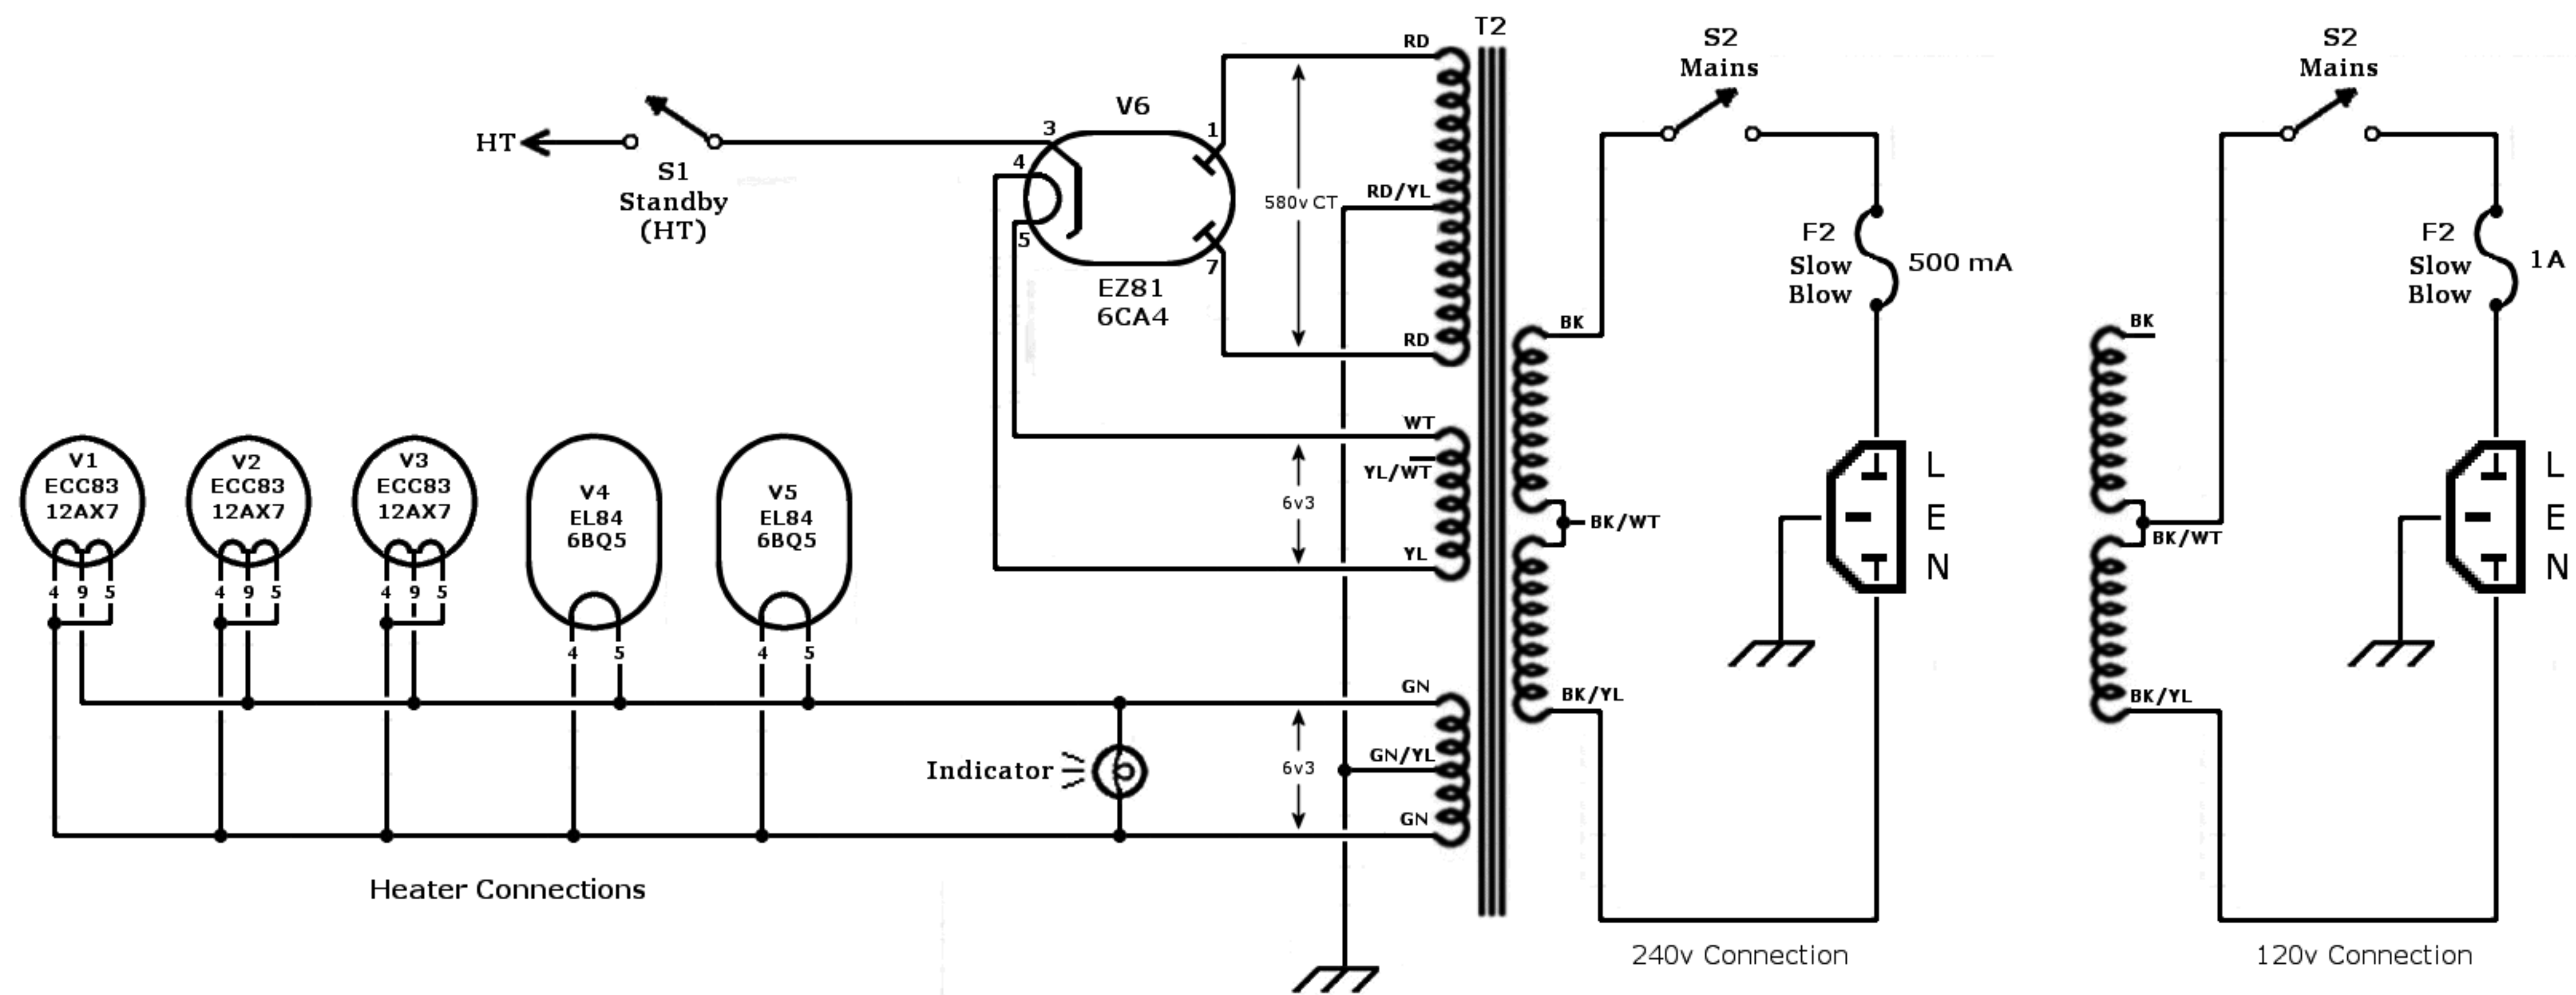 T2
S2
Mains
S2
Mains
RD
V6
HT
S1
Standby
(HT)
3
4
5
1
7
EZ81
6CA4
580v CT
RD/YL
RD
BK
F2
Slow
Blow
500 mA
F2
Slow
Blow
1A
BK
WT
YL/WT
6v3
YL
BK/WT
L
E
N
BK/WT
L
E
N
V1
ECC83
12AX7
4 9 5
V2
ECC83
12AX7
4 9 5
V3
ECC83
12AX7
4 9 5
V4
EL84
6BQ5
4 5
V5
EL84
6BQ5
4 5
GN
BK/YL
BK/YL
Indicator
6v3
GN/YL
GN
Heater Connections
240v Connection
120v Connection